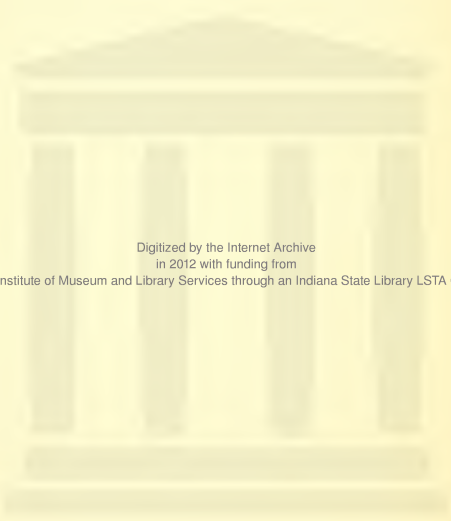 Digitized by the Internet Archive
in 2012 with funding from
nstitute of Museum and Library Services through an Indiana State Library LSTA